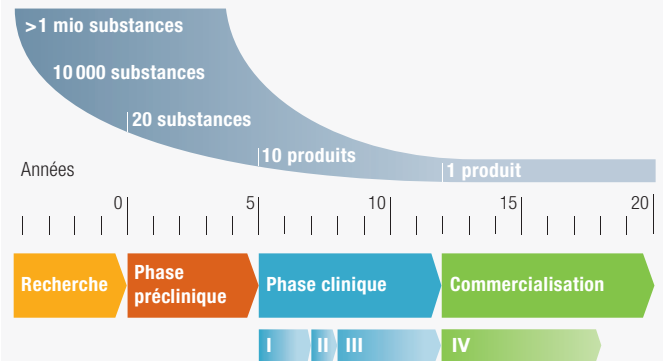 >1 mio substances
10 000 substances
20 substances
10 produits
1 produit
Années
0 5 10 15 20
Recherche
Phase
préclinique
Phase clinique
Commercialisation
I II III IV